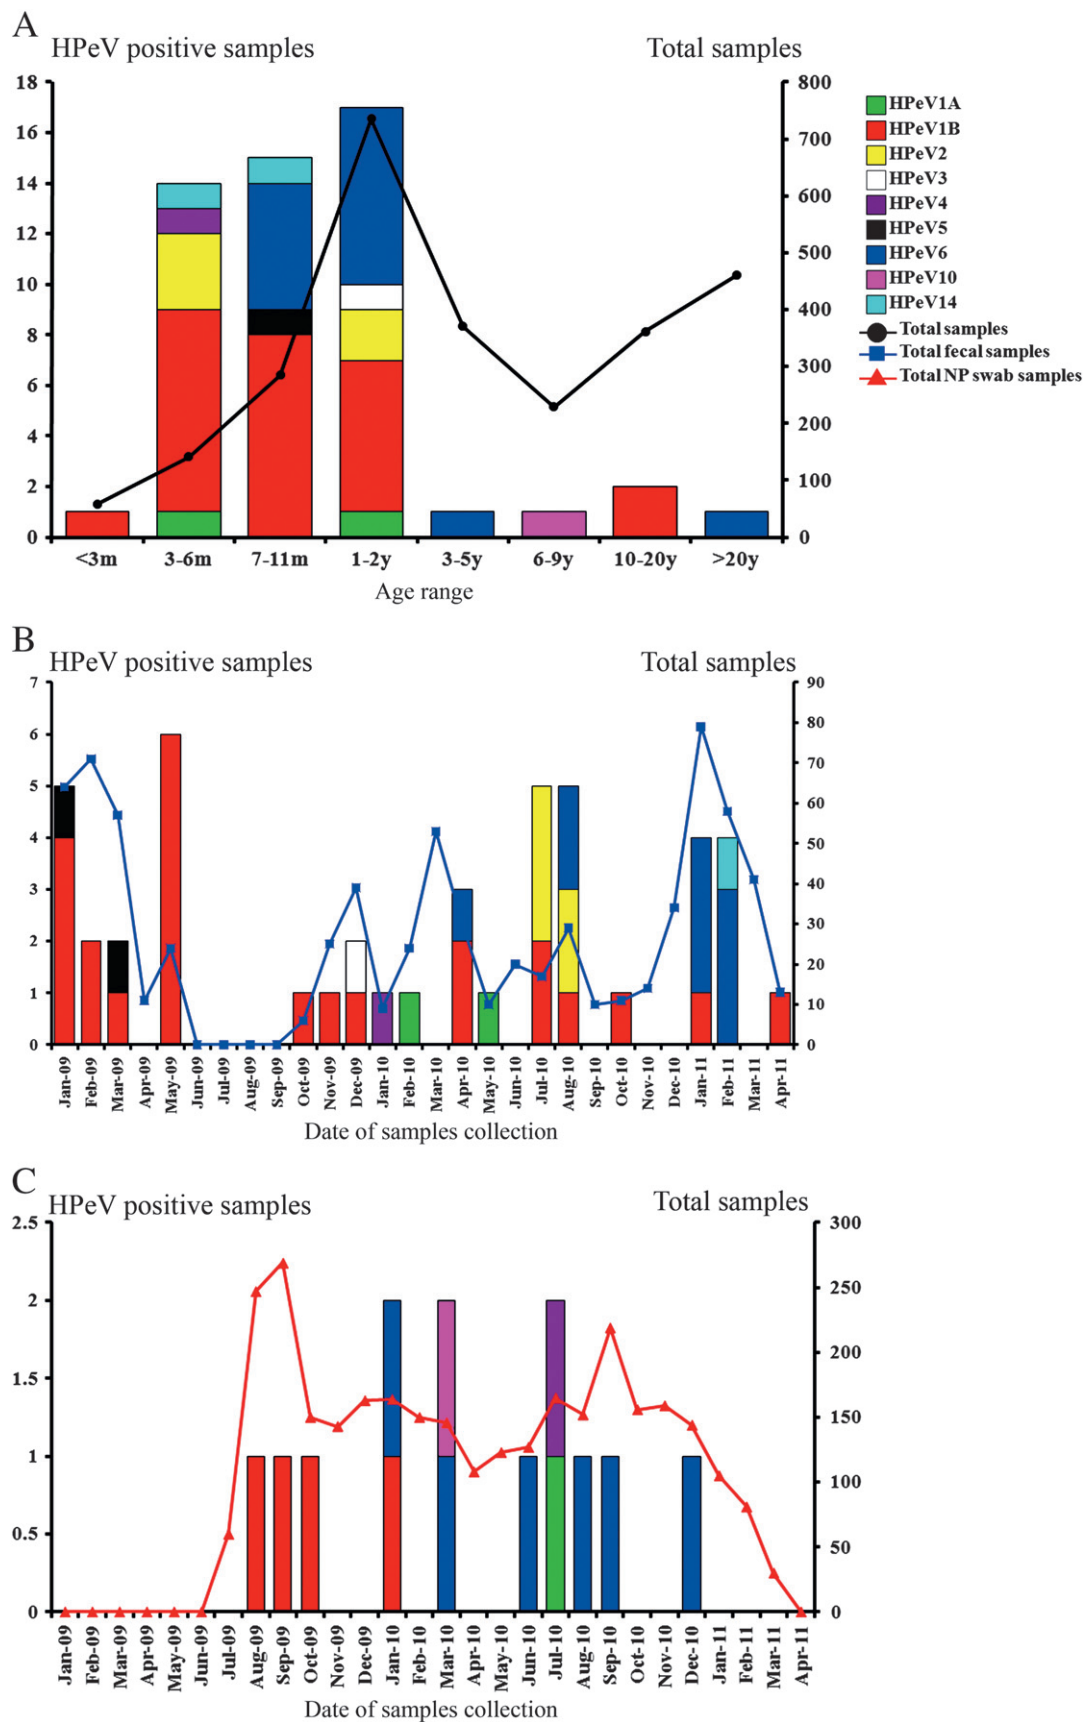 A
HPeV positive samples
Total samples
18
16
14
12
10
8
6
4
2
0
800
700
600
500
400
300
200
100
0
<3m 3-6m 7-11m 1-2y 3-5y 6-9y 10-20y >20y
Age range
HPeV1A
HPeV1B
HPeV2
HPeV3
HPeV4
HPeV5
HPeV6
HPeV10
HPeV14
Total samples
Total fecal samples
Total NP swab samples
B
HPeV positive samples
Total samples
7
6
5
4
3
2
1
0
90
80
70
60
50
40
30
20
10
0
Jan-09 Feb-09 Mar-09 Apr-09 May-09 Jun-09 Jul-09 Aug-09 Sep-09 Oct-09 Nov-09 Dec-09 Jan-10 Feb-10 Mar-10 Apr-10 May-10 Jun-10 Jul-10 Aug-10 Sep-10 Oct-10 Nov-10 Dec-10 Jan-11 Feb-11 Mar-11 Apr-11
Date of samples collection
C
HPeV positive samples
Total samples
2.5
2
1.5
1
0.5
0
300
250
200
150
100
50
0
Jan-09 Feb-09 Mar-09 Apr-09 May-09 Jun-09 Jul-09 Aug-09 Sep-09 Oct-09 Nov-09 Dec-09 Jan-10 Feb-10 Mar-10 Apr-10 May-10 Jun-10 Jul-10 Aug-10 Sep-10 Oct-10 Nov-10 Dec-10 Jan-11 Feb-11 Mar-11 Apr-11
Date of samples collection